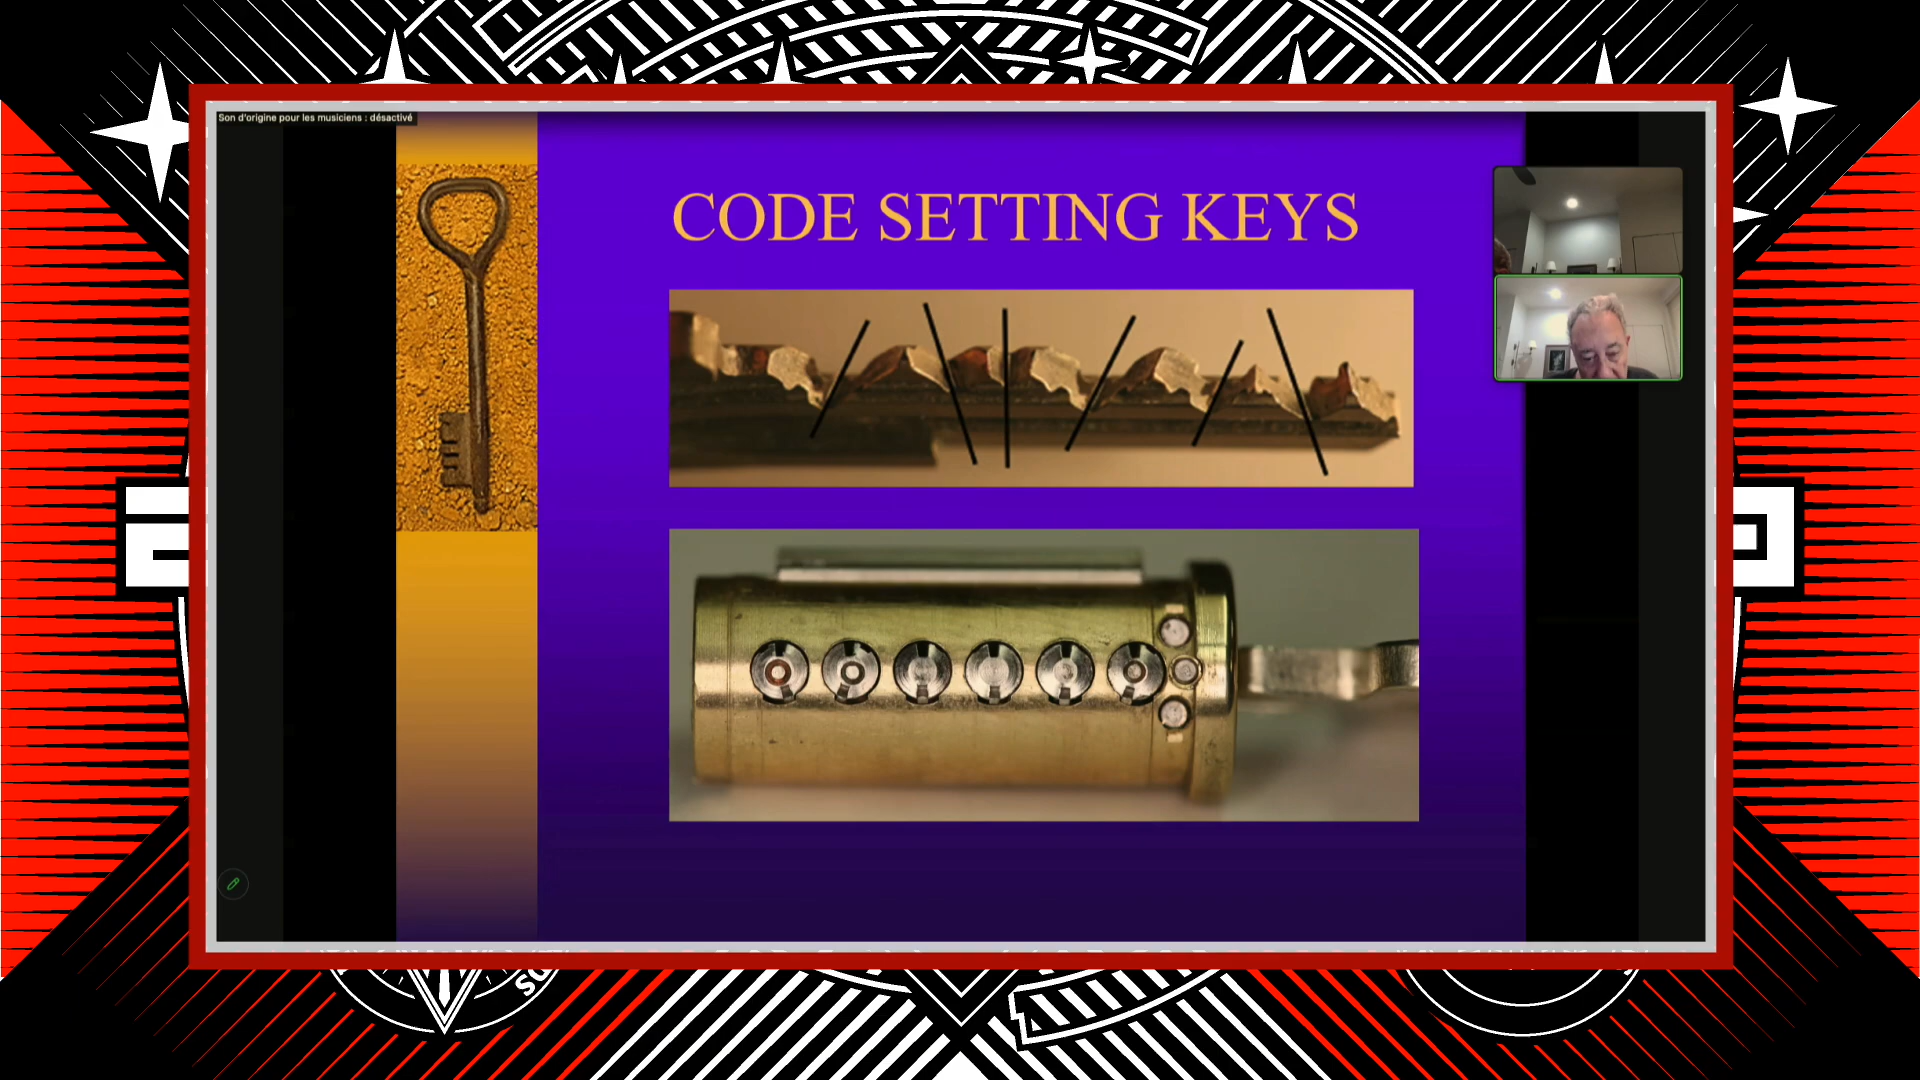 Son d'origine pour les musiciens : désactivé
CODE SETTING KEYS